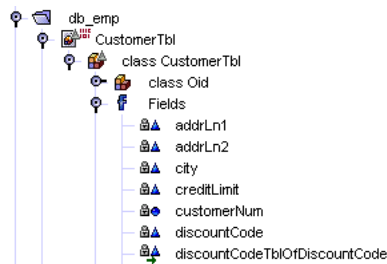 db_emp
CustomerTbl
class CustomerTbl
class Oid
Fields
addrLn1
addrLn2
city
creditLimit
customerNum
discountCode
discountCodeTblOfDiscountCode